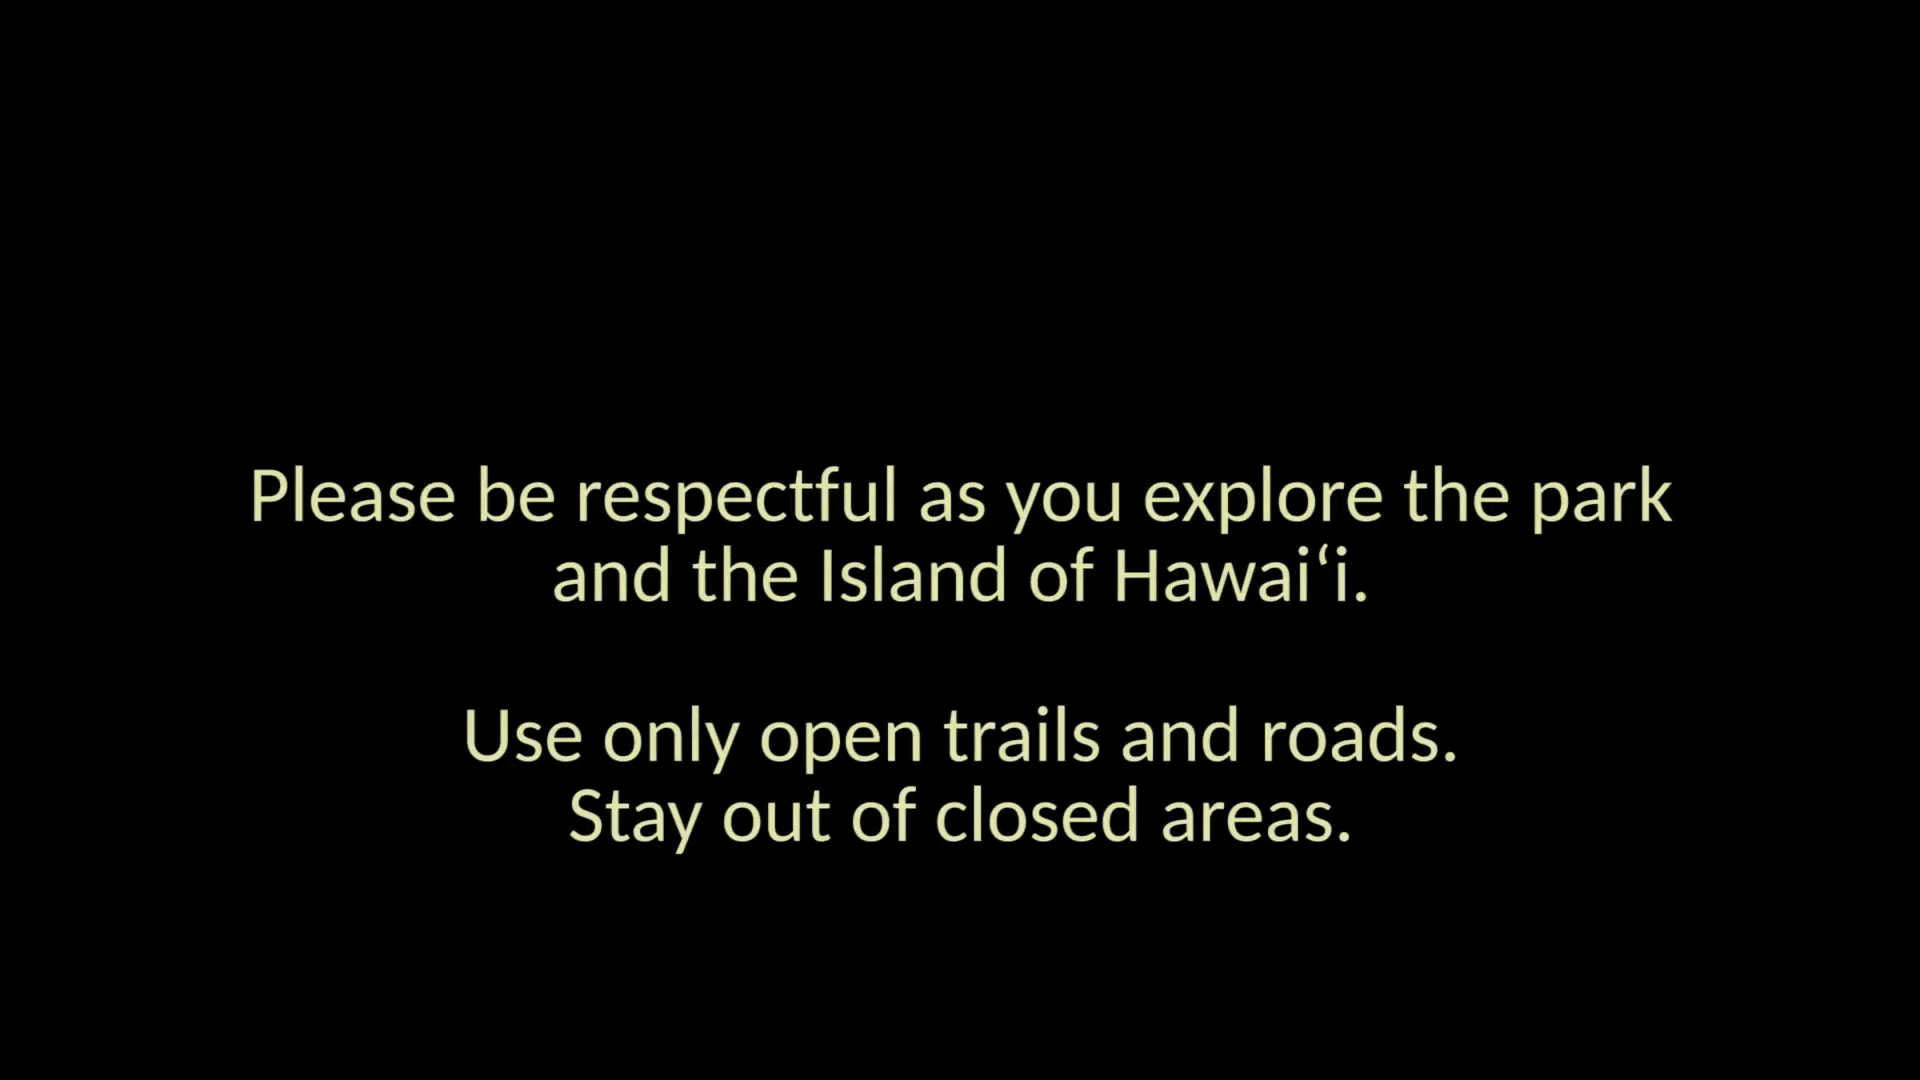 Please be respectful as you explore the park
and the Island of Hawaiʻi.
Use only open trails and roads.
Stay out of closed areas.